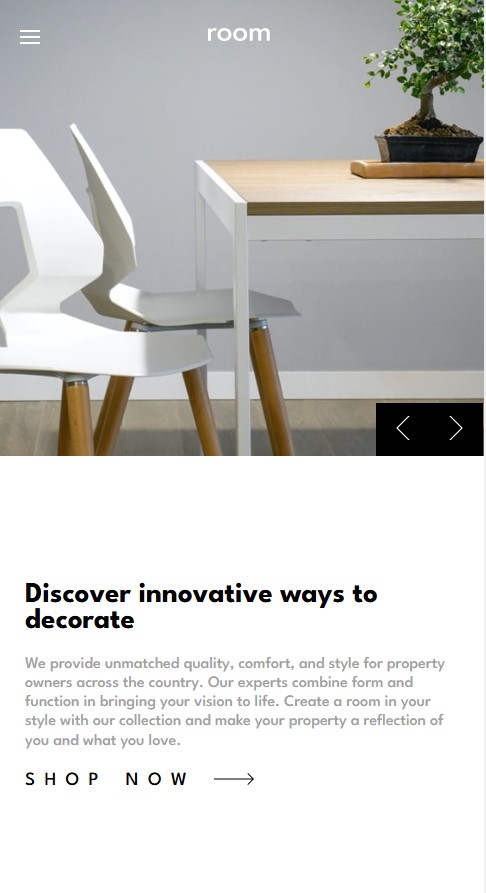 room
Discover innovative ways to
decorate
We provide unmatched quality, comfort, and style for property
owners across the country. Our experts combine form and
function in bringing your vision to life. Create a room in your
style with our collection and make your property a reflection of
you and what you love.
SHOP NOW